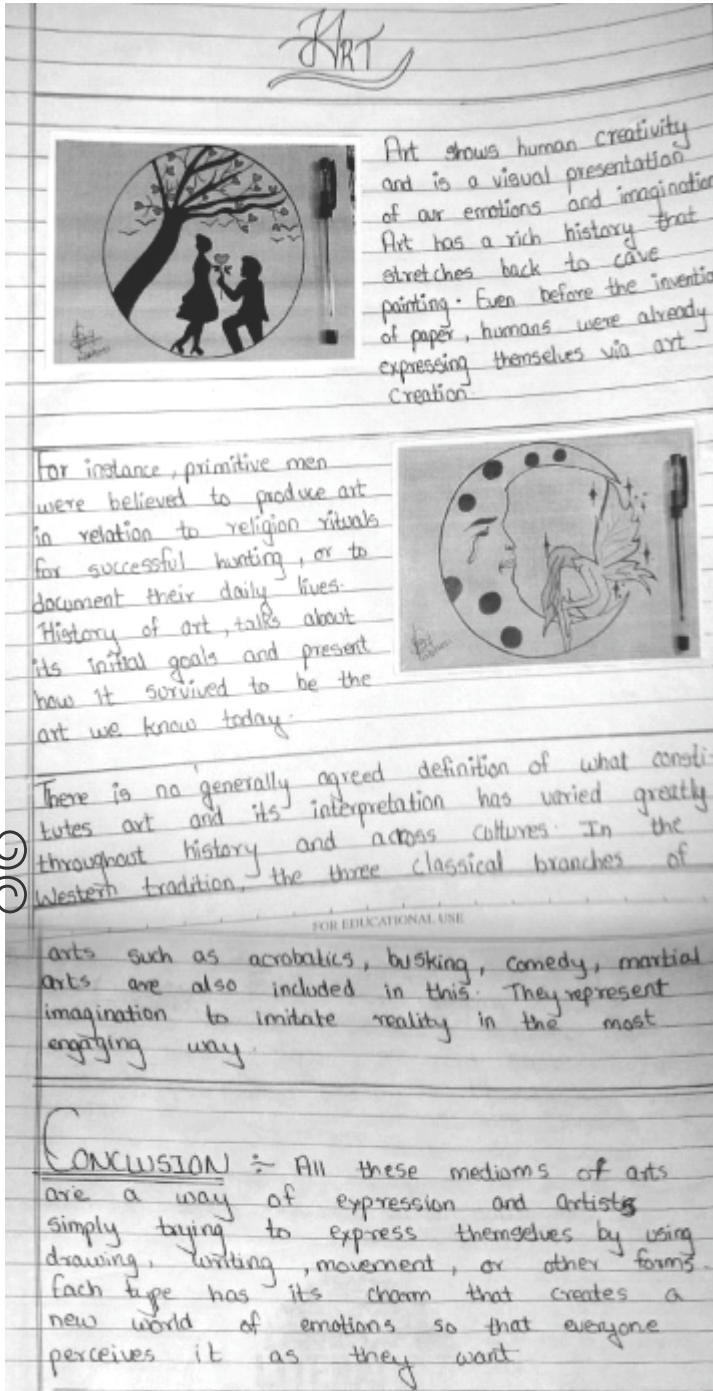 ART
Art shows human creativity
and is a visual presentation
of our emotions and imagination
Art has a rich history that
stretches back to cave
painting. Even before the inventio
of paper, humans were already
expressing themselves via art
Creation.
For instance, primitive men
were believed to produce art
in relation to religion rituals
for successful hunting, or to
document their daily lives.
History of art, talks about
its initial goals and present
how it survived to be the
art we know today.
There is no generally agreed definition of what consti-
tutes art and its interpretation has varied greatly
throughout history and across cultures. In the
Western tradition, the three classical branches of
FOR EDUCATIONAL USE
arts such as acrobatics, busking, comedy, martial
arts are also included in this. They represent
imagination to imitate reality in the most
engaging way.
CONCLUSION :- All these mediums of arts
are a way of expression and artists
simply trying to express themselves by using
drawing, writing, movement, or other forms.
Each type has its charm that creates a
new world of emotions so that everyone
perceives it as they want